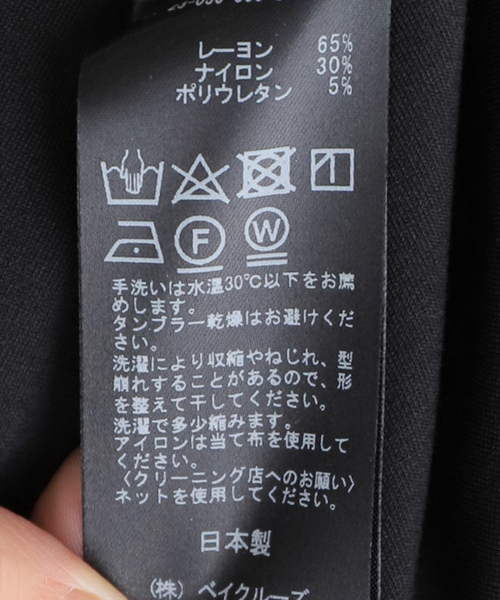 レーヨン 65%
ナイロン 30%
ポリウレタン 5%
F W
手洗いは水温30℃以下をお薦
めします。
タンブラー乾燥はお避けくだ
さい。
洗濯により収縮やねじれ、型
崩れすることがあるので、形
を整えて干してください。
洗濯で多少縮みます。
アイロンは当て布を使用して
ください。
〈クリーニング店へのお願い〉
ネットを使用してください。
日本製
(株) ベイクルーズ